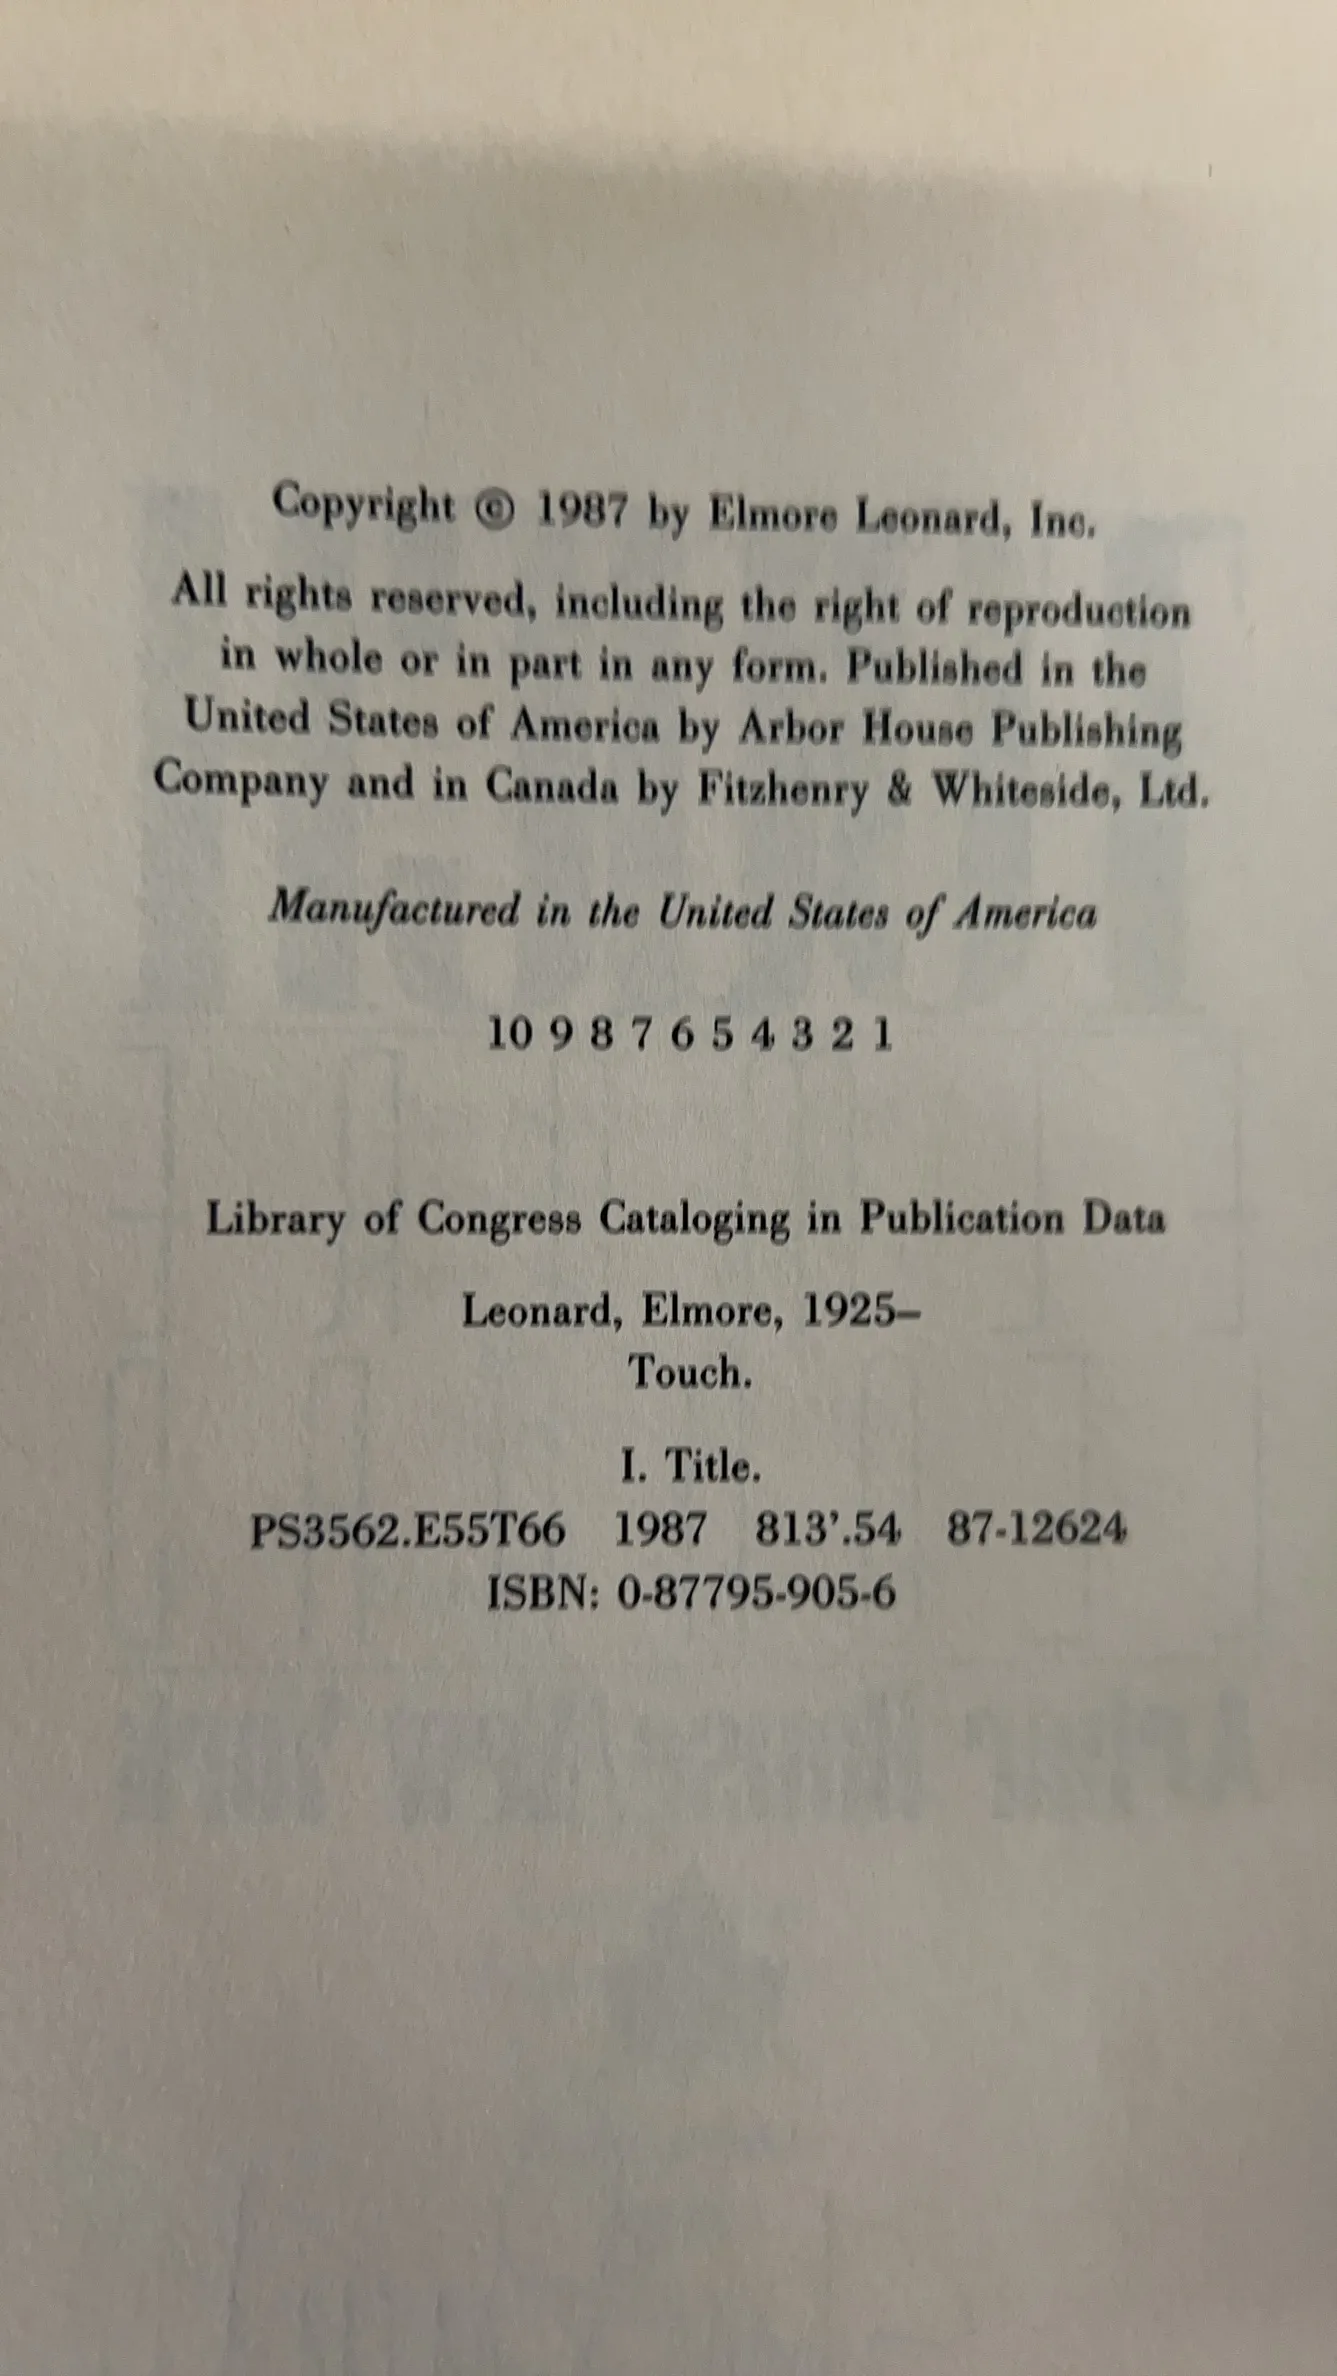 Copyright © 1987 by Elmore Leonard, Inc.
All rights reserved, including the right of reproduction
in whole or in part in any form. Published in the
United States of America by Arbor House Publishing
Company and in Canada by Fitzhenry & Whiteside, Ltd.
Manufactured in the United States of America
10 9 8 7 6 5 4 3 2 1
Library of Congress Cataloging in Publication Data
Leonard, Elmore, 1925–
Touch.
I. Title.
PS3562.E55T66 1987 813’.54 87-12624
ISBN: 0-87795-905-6